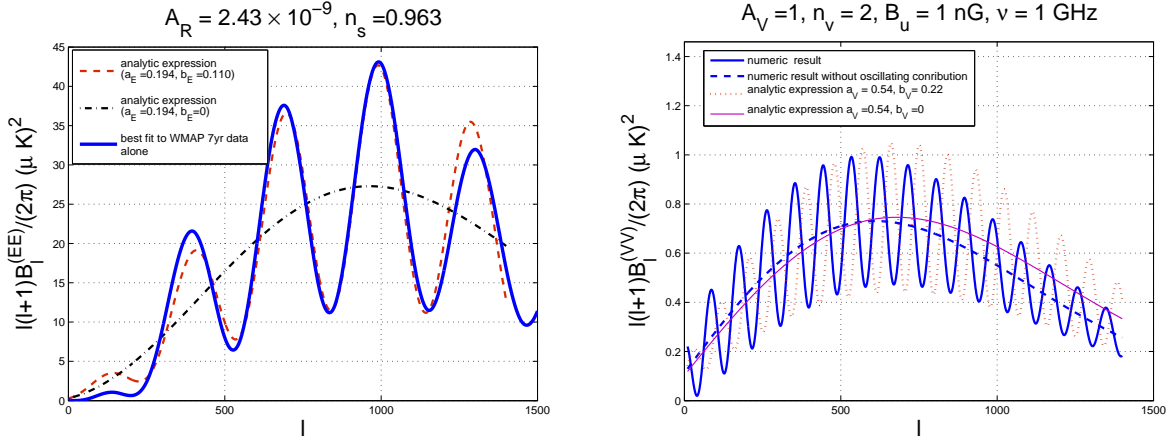 A_R = 2.43 × 10^-9, n_s=0.963
l(l+1)B_l^(EE)/(2π) (μ K)^2
45
40
35
30
25
20
15
10
5
0
analytic expression
(a_E =0.194, b_E =0.110)
analytic expression
(a_E =0.194, b_E=0)
best fit to WMAP 7yr data
alone
0 500 1000 1500
l
A_V =1, n_v = 2, B_u = 1 nG, ν = 1 GHz
l(l+1)B_l^(VV)/(2π) (μ K)^2
1.4
1.2
1
0.8
0.6
0.4
0.2
0
numeric result
numeric result without oscillating conribution
analytic expression a_V = 0.54, b_V= 0.22
analytic expression a_V =0.54, b_V=0
0 500 1000 1500
l